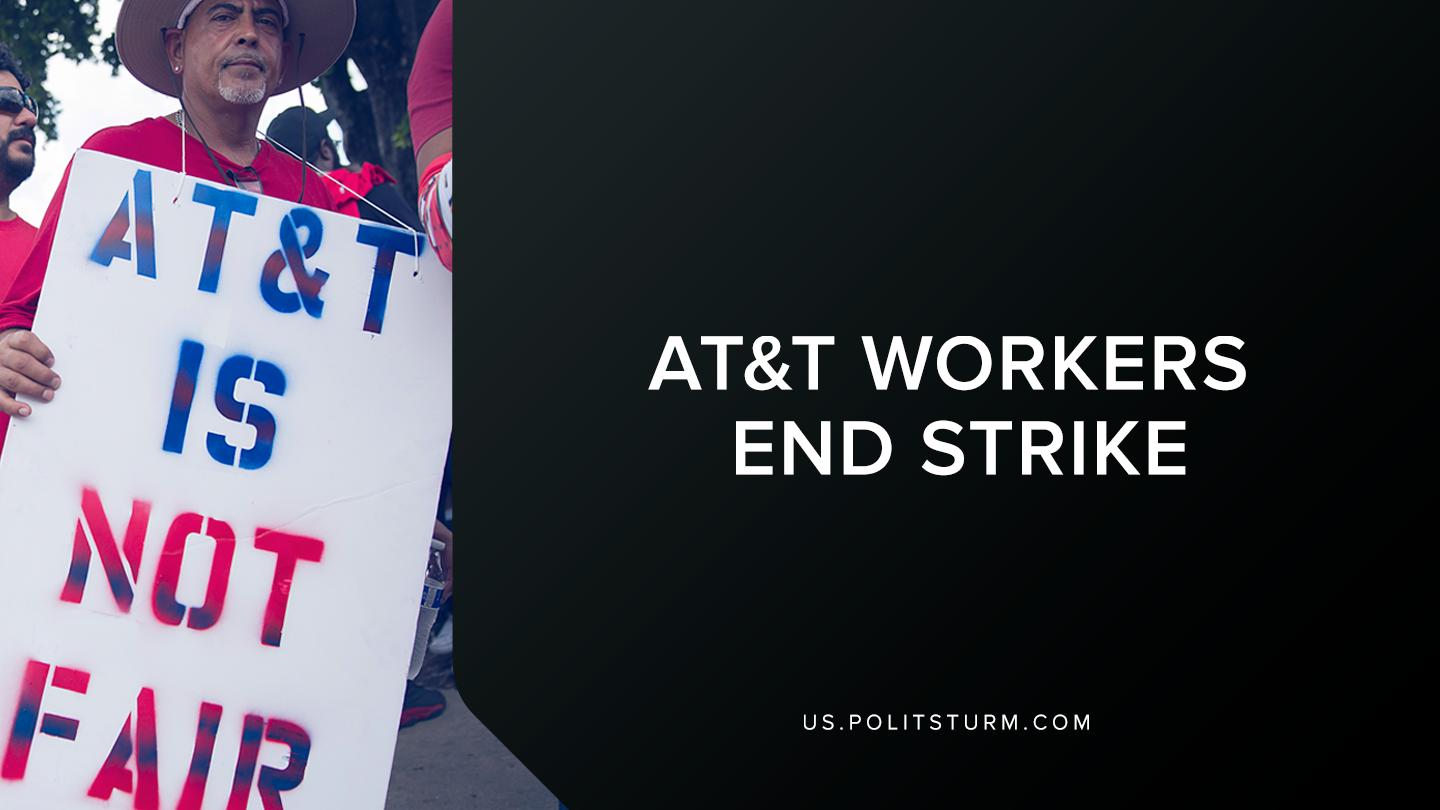 AT&T
IS
NOT
FAIR
AT&T WORKERS
END STRIKE
US.POLITSTURM.COM